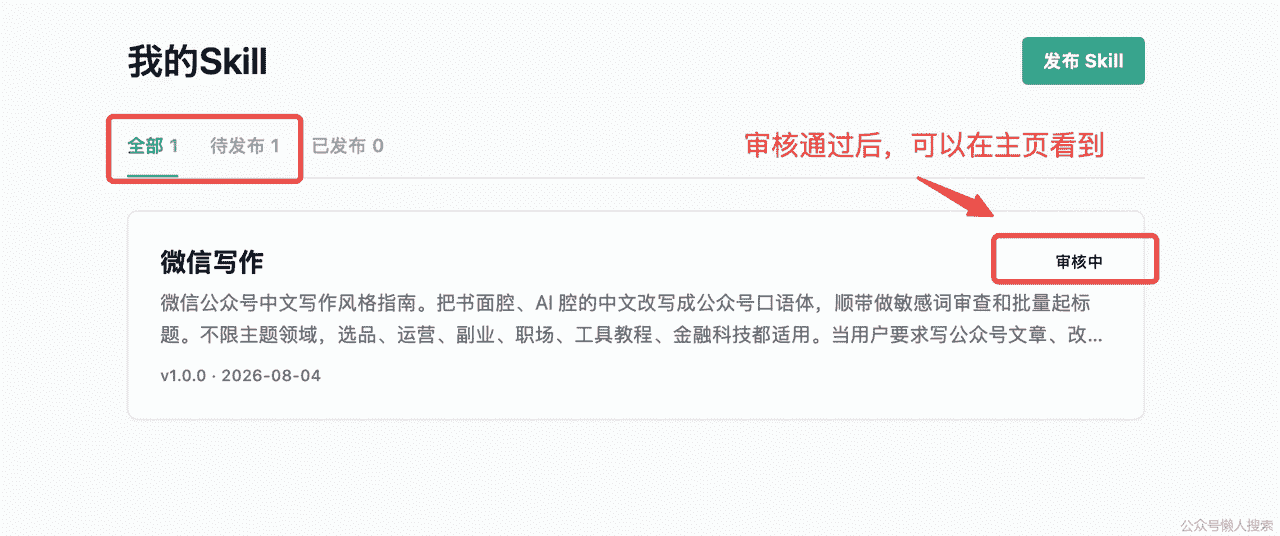 我的Skill
发布 Skill
全部 1 待发布 1 已发布 0
审核通过后，可以在主页看到
微信写作
审核中
微信公众号中文写作风格指南。把书面腔、AI 腔的中文改写成公众号口语体，顺带做敏感词审查和批量起标
题。不限主题领域，选品、运营、副业、职场、工具教程、金融科技都适用。当用户要求写公众号文章、改...
v1.0.0 · 2026-08-04
公众号懒人搜索